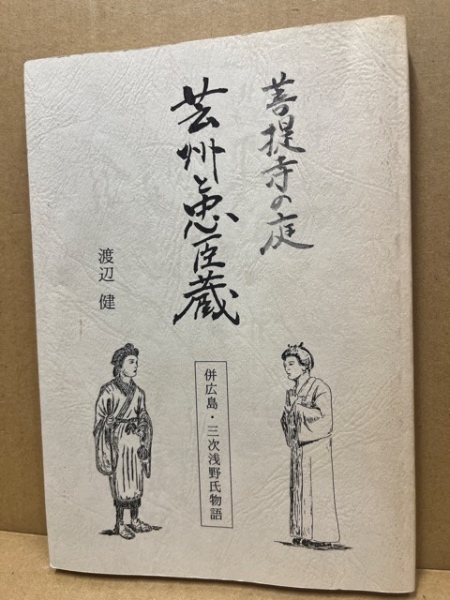 菩提寺の庭
芸州と忠臣蔵
渡辺 健
併広島・三次浅野氏物語